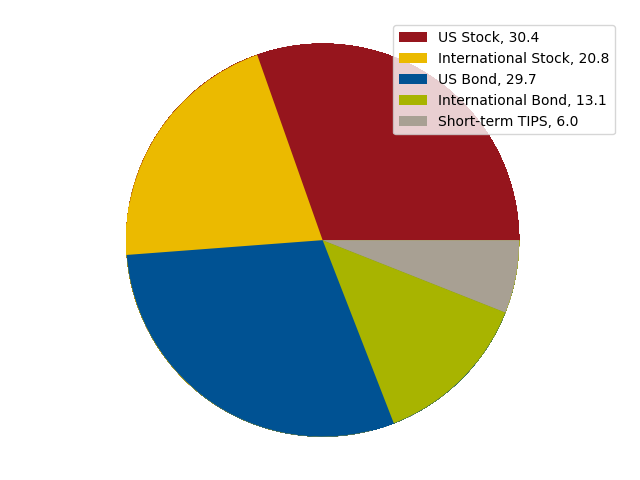 US Stock, 30.4
International Stock, 20.8
US Bond, 29.7
International Bond, 13.1
Short-term TIPS, 6.0